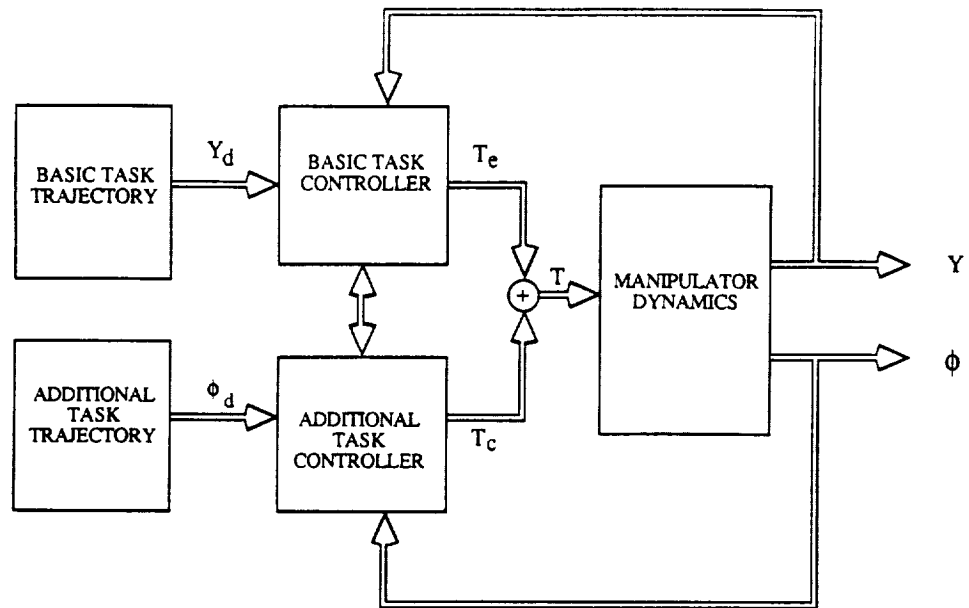 BASIC TASK
TRAJECTORY
Y_d
BASIC TASK
CONTROLLER
T_e
ADDITIONAL
TASK
TRAJECTORY
ϕ_d
ADDITIONAL
TASK
CONTROLLER
T_c
+
T
MANIPULATOR
DYNAMICS
Y
ϕ